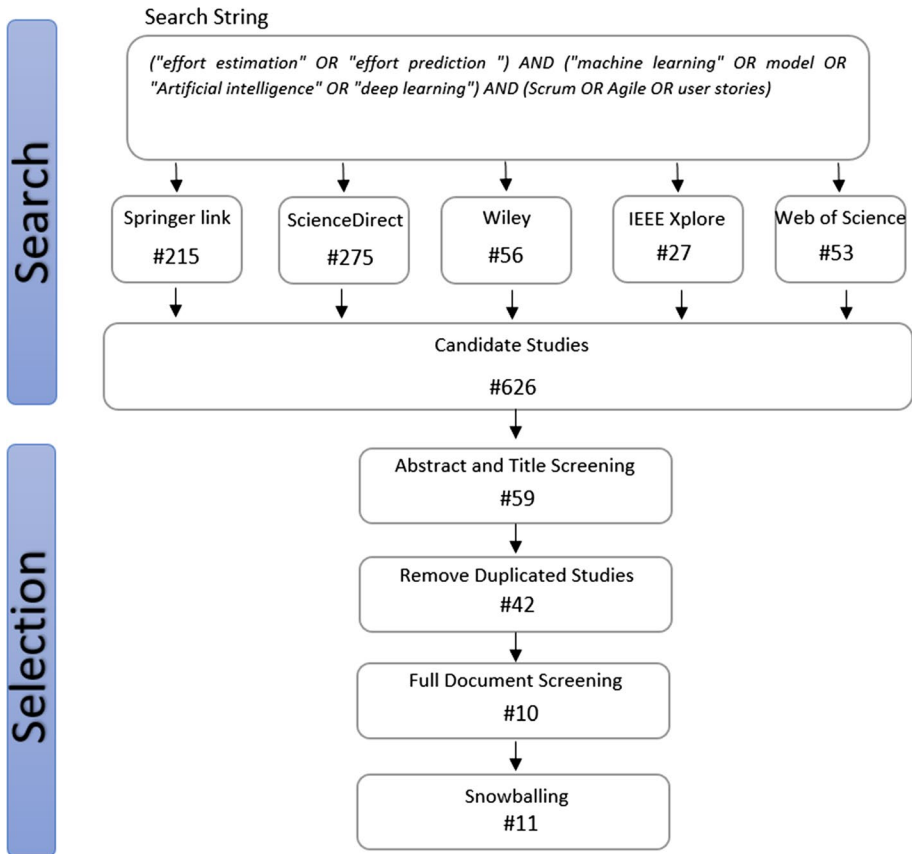 Search String
("effort estimation" OR "effort prediction ") AND ("machine learning" OR model OR
"Artificial intelligence" OR "deep learning") AND (Scrum OR Agile OR user stories)
Search
Springer link
#215
ScienceDirect
#275
Wiley
#56
IEEE Xplore
#27
Web of Science
#53
Candidate Studies
#626
Selection
Abstract and Title Screening
#59
Remove Duplicated Studies
#42
Full Document Screening
#10
Snowballing
#11